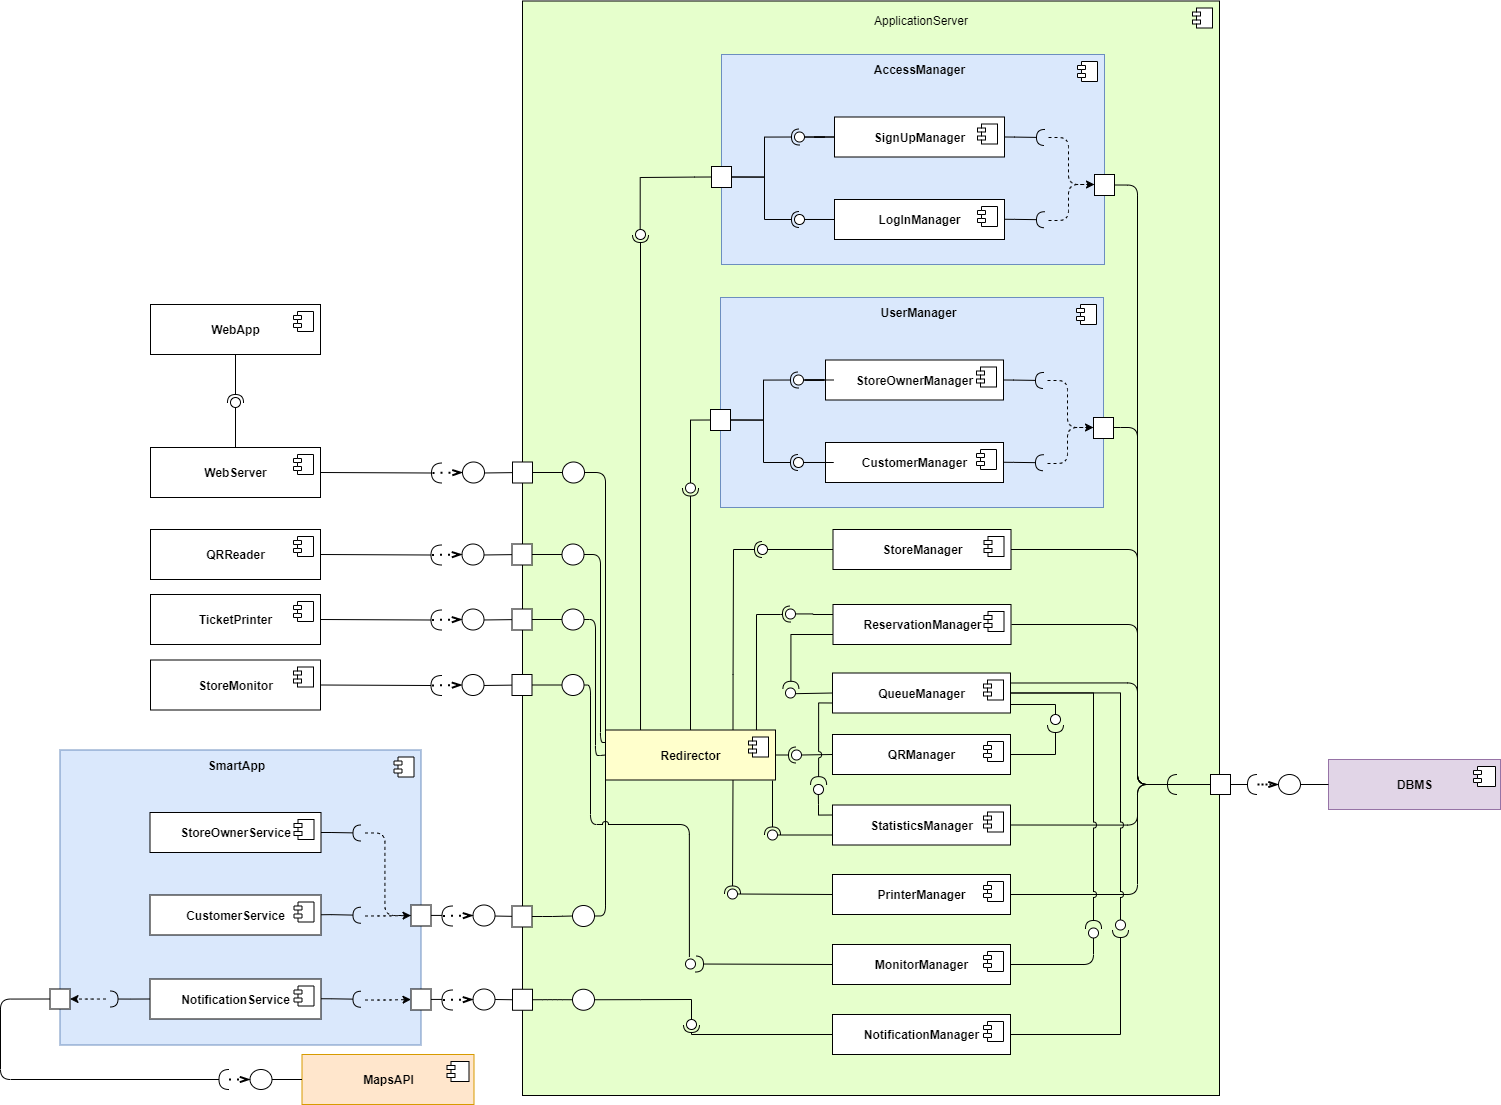 ApplicationServer
AccessManager
SignUpManager
LogInManager
UserManager
WebApp
StoreOwnerManager
CustomerManager
WebServer
QRReader
StoreManager
TicketPrinter
ReservationManager
StoreMonitor
QueueManager
Redirector
QRManager
SmartApp
DBMS
StoreOwnerService
StatisticsManager
CustomerService
PrinterManager
MonitorManager
NotificationService
NotificationManager
MapsAPI